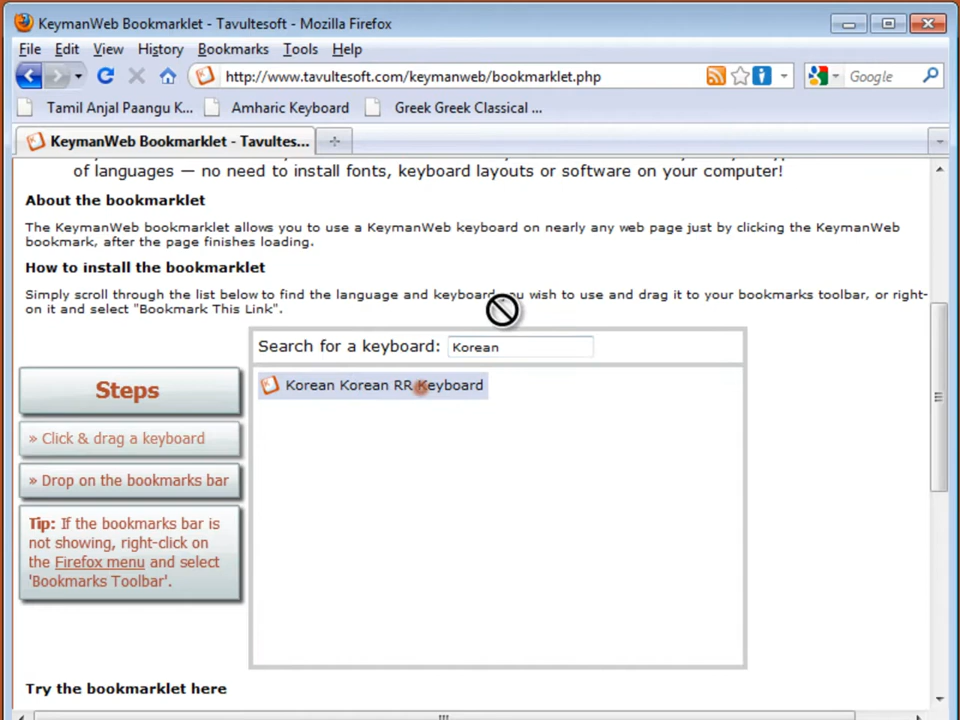 KeymanWeb Bookmarklet - Tavultesoft - Mozilla Firefox
File Edit View History Bookmarks Tools Help
http://www.tavultesoft.com/keymanweb/bookmarklet.php Google
Tamil Anjal Paangu K... Amharic Keyboard Greek Greek Classical ...
KeymanWeb Bookmarklet - Tavultes...
of languages — no need to install fonts, keyboard layouts or software on your computer!
About the bookmarklet
The KeymanWeb bookmarklet allows you to use a KeymanWeb keyboard on nearly any web page just by clicking the KeymanWeb
bookmark, after the page finishes loading.
How to install the bookmarklet
Simply scroll through the list below to find the language and keyboard you wish to use and drag it to your bookmarks toolbar, or right-
on it and select "Bookmark This Link".
Search for a keyboard: Korean
Korean Korean RR Keyboard
Steps
» Click & drag a keyboard
» Drop on the bookmarks bar
Tip: If the bookmarks bar is
not showing, right-click on
the Firefox menu and select
'Bookmarks Toolbar'.
Try the bookmarklet here